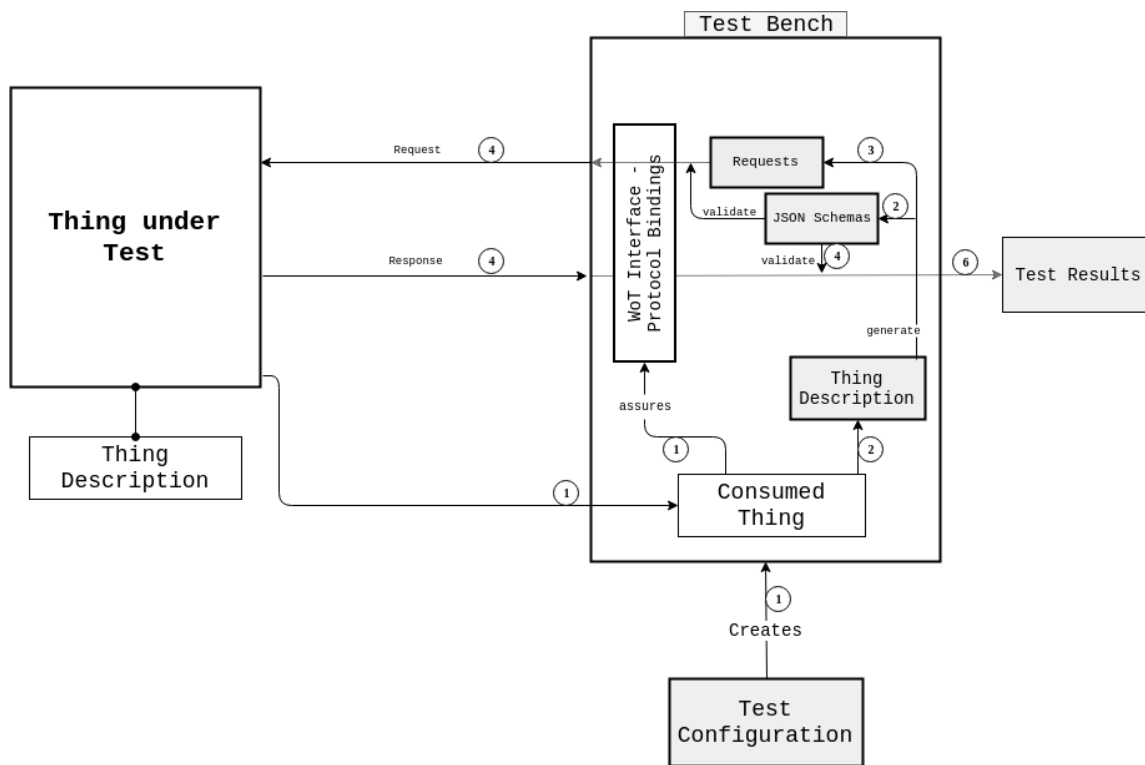 Test Bench
Request
4
WoT Interface -
Protocol Bindings
Requests
3
Thing under
Test
validate
JSON Schemas
2
Response
4
validate
4
6
Test Results
generate
Thing
Description
assures
1
2
Thing
Description
1
Consumed
Thing
1
Creates
Test
Configuration